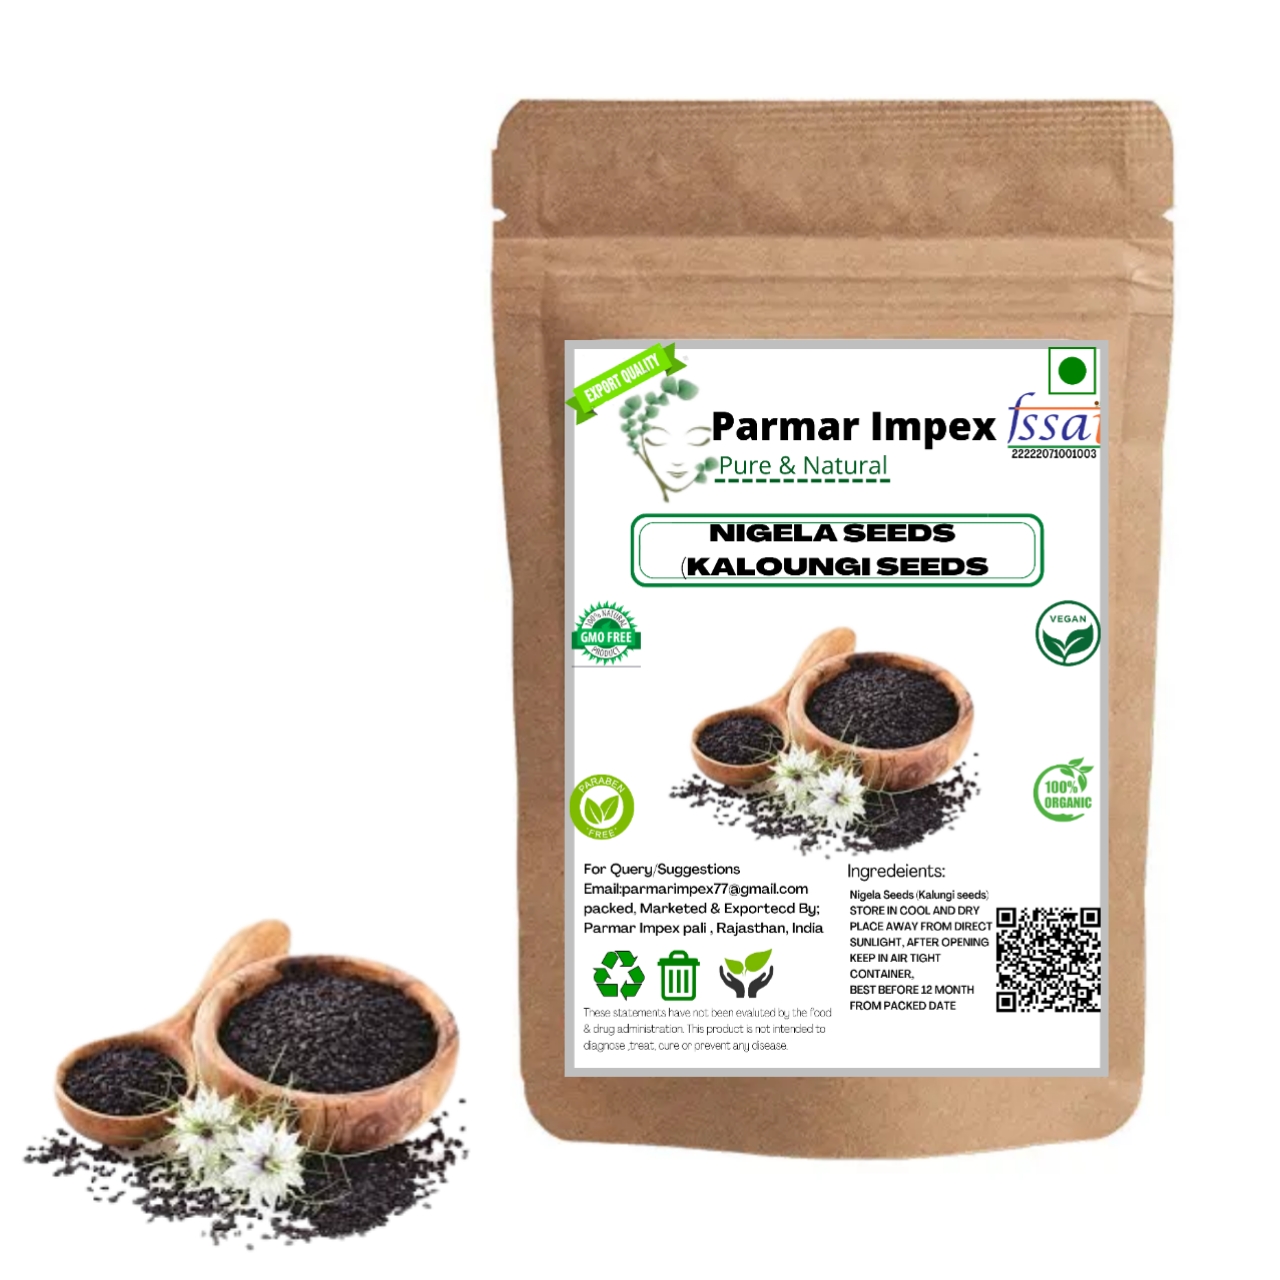 EXPORT QUALITY
Parmar Impex
Pure & Natural
fssai
22222071001003
NIGELA SEEDS
(KALOUNGI SEEDS
100% NATURAL
GMO FREE
PRODUCT
VEGAN
PARABEN
FREE
100%
ORGANIC
For Query/Suggestions
Email:parmarimpex77@gmail.com
packed, Marketed & Exportecd By;
Parmar Impex pali , Rajasthan, India
These statements have not been evaluted by the food
& drug administration. This product is not intended to
diagnose ,treat, cure or prevent any disease.
Ingredeients:
Nigela Seeds (Kalungi seeds)
STORE IN COOL AND DRY
PLACE AWAY FROM DIRECT
SUNLIGHT, AFTER OPENING
KEEP IN AIR TIGHT
CONTAINER,
BEST BEFORE 12 MONTH
FROM PACKED DATE